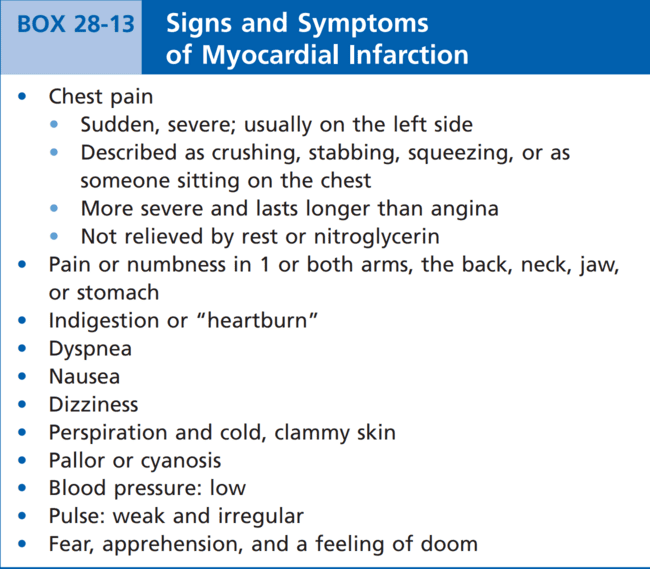 BOX 28-13 Signs and Symptoms
of Myocardial Infarction
• Chest pain
• Sudden, severe; usually on the left side
• Described as crushing, stabbing, squeezing, or as
someone sitting on the chest
• More severe and lasts longer than angina
• Not relieved by rest or nitroglycerin
• Pain or numbness in 1 or both arms, the back, neck, jaw,
or stomach
• Indigestion or “heartburn”
• Dyspnea
• Nausea
• Dizziness
• Perspiration and cold, clammy skin
• Pallor or cyanosis
• Blood pressure: low
• Pulse: weak and irregular
• Fear, apprehension, and a feeling of doom